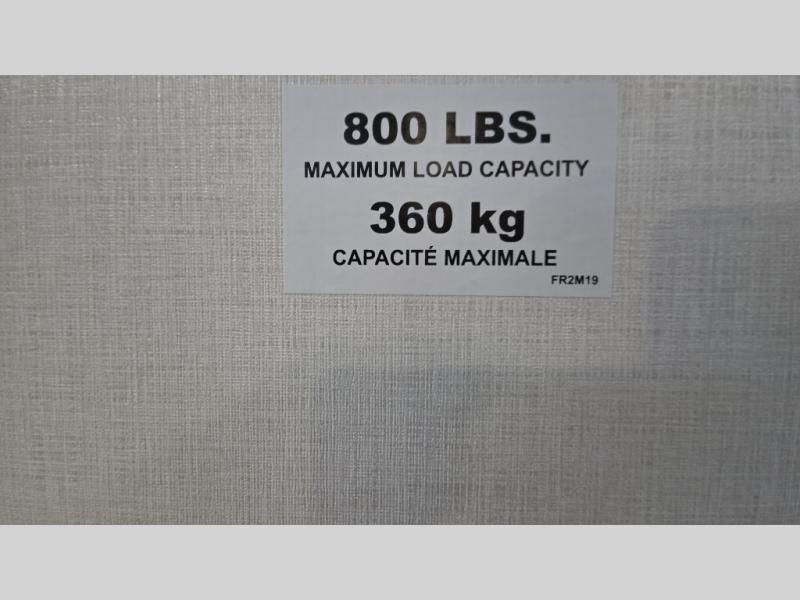 800 LBS.
MAXIMUM LOAD CAPACITY
360 kg
CAPACITÉ MAXIMALE
FR2M19